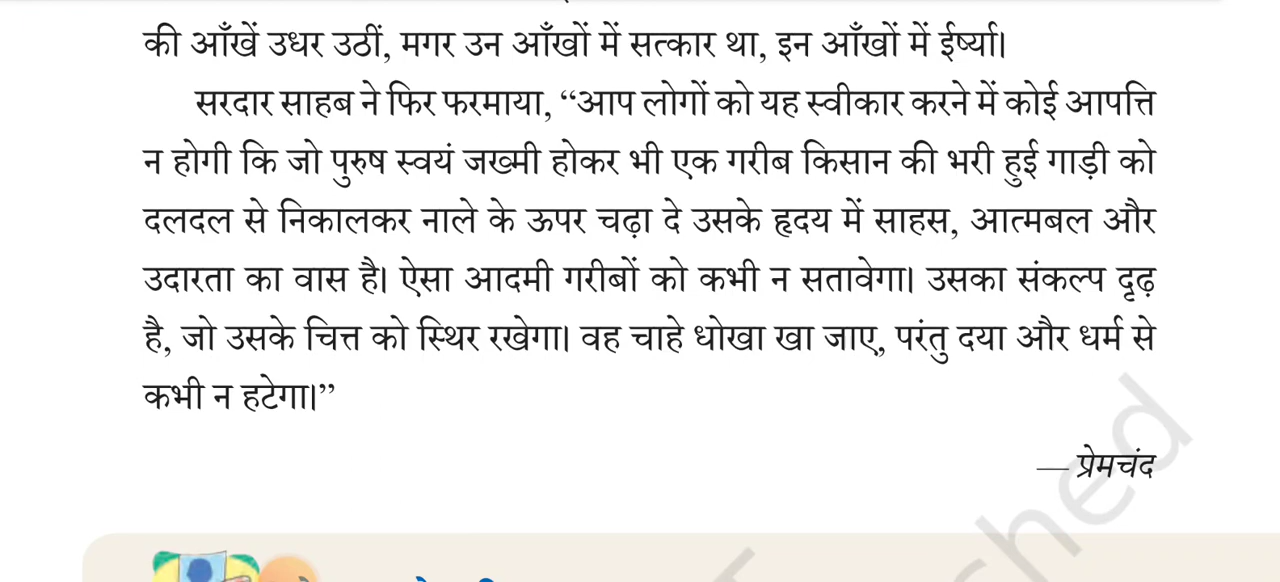 की आँखें उधर उठीं, मगर उन आँखों में सत्कार था, इन आँखों में ईर्ष्या।
सरदार साहब ने फिर फरमाया, “आप लोगों को यह स्वीकार करने में कोई आपत्ति
न होगी कि जो पुरुष स्वयं जख्मी होकर भी एक गरीब किसान की भरी हुई गाड़ी को
दलदल से निकालकर नाले के ऊपर चढ़ा दे उसके हृदय में साहस, आत्मबल और
उदारता का वास है। ऐसा आदमी गरीबों को कभी न सतावेगा। उसका संकल्प दृढ़
है, जो उसके चित्त को स्थिर रखेगा। वह चाहे धोखा खा जाए, परंतु दया और धर्म से
कभी न हटेगा।”
— प्रेमचंद